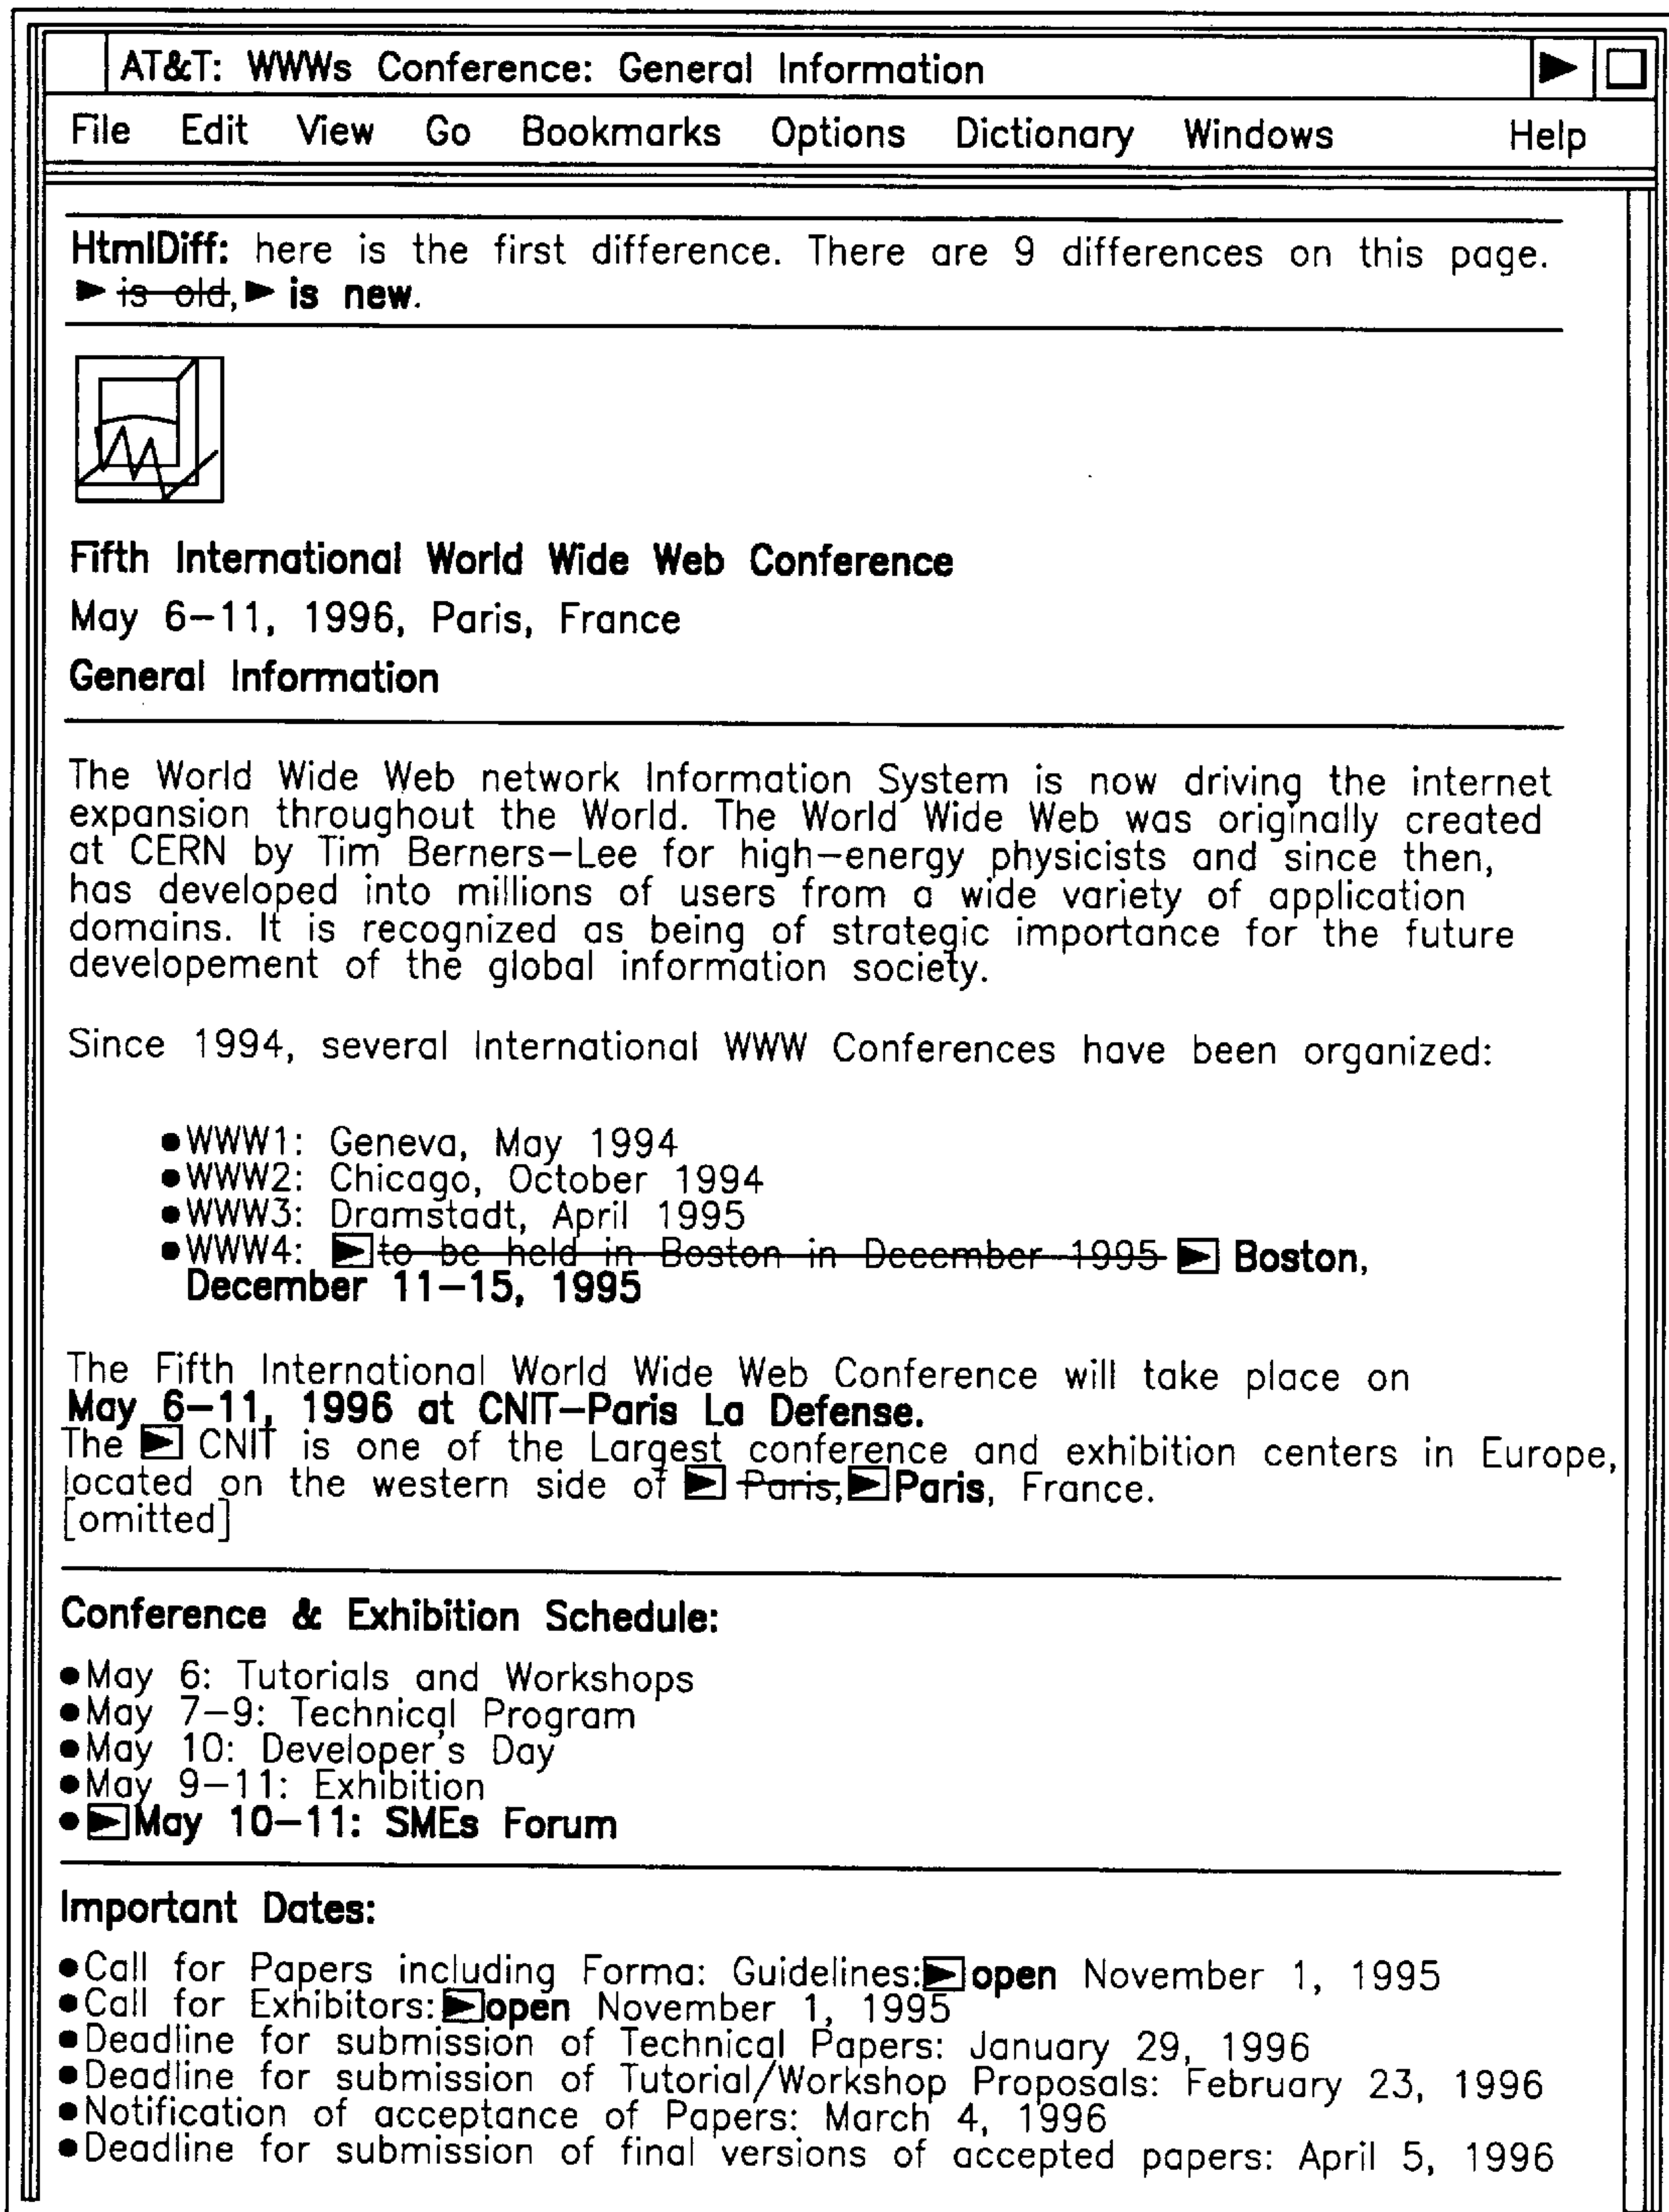 AT&T: WWWs Conference: General Information
File Edit View Go Bookmarks Options Dictionary Windows Help
HtmlDiff: here is the first difference. There are 9 differences on this page.
is old, is new.
Fifth International World Wide Web Conference
May 6–11, 1996, Paris, France
General Information
The World Wide Web network Information System is now driving the internet
expansion throughout the World. The World Wide Web was originally created
at CERN by Tim Berners–Lee for high–energy physicists and since then,
has developed into millions of users from a wide variety of application
domains. It is recognized as being of strategic importance for the future
developement of the global information society.
Since 1994, several International WWW Conferences have been organized:
●WWW1: Geneva, May 1994
●WWW2: Chicago, October 1994
●WWW3: Dramstadt, April 1995
●WWW4: to be held in Boston in December 1995 Boston,
December 11–15, 1995
The Fifth International World Wide Web Conference will take place on
May 6–11, 1996 at CNIT–Paris La Defense.
The CNIT is one of the Largest conference and exhibition centers in Europe,
located on the western side of Paris, Paris, France.
[omitted]
Conference & Exhibition Schedule:
●May 6: Tutorials and Workshops
●May 7–9: Technical Program
●May 10: Developer's Day
●May 9–11: Exhibition
●May 10–11: SMEs Forum
Important Dates:
●Call for Papers including Forma: Guidelines: open November 1, 1995
●Call for Exhibitors: open November 1, 1995
●Deadline for submission of Technical Papers: January 29, 1996
●Deadline for submission of Tutorial/Workshop Proposals: February 23, 1996
●Notification of acceptance of Papers: March 4, 1996
●Deadline for submission of final versions of accepted papers: April 5, 1996